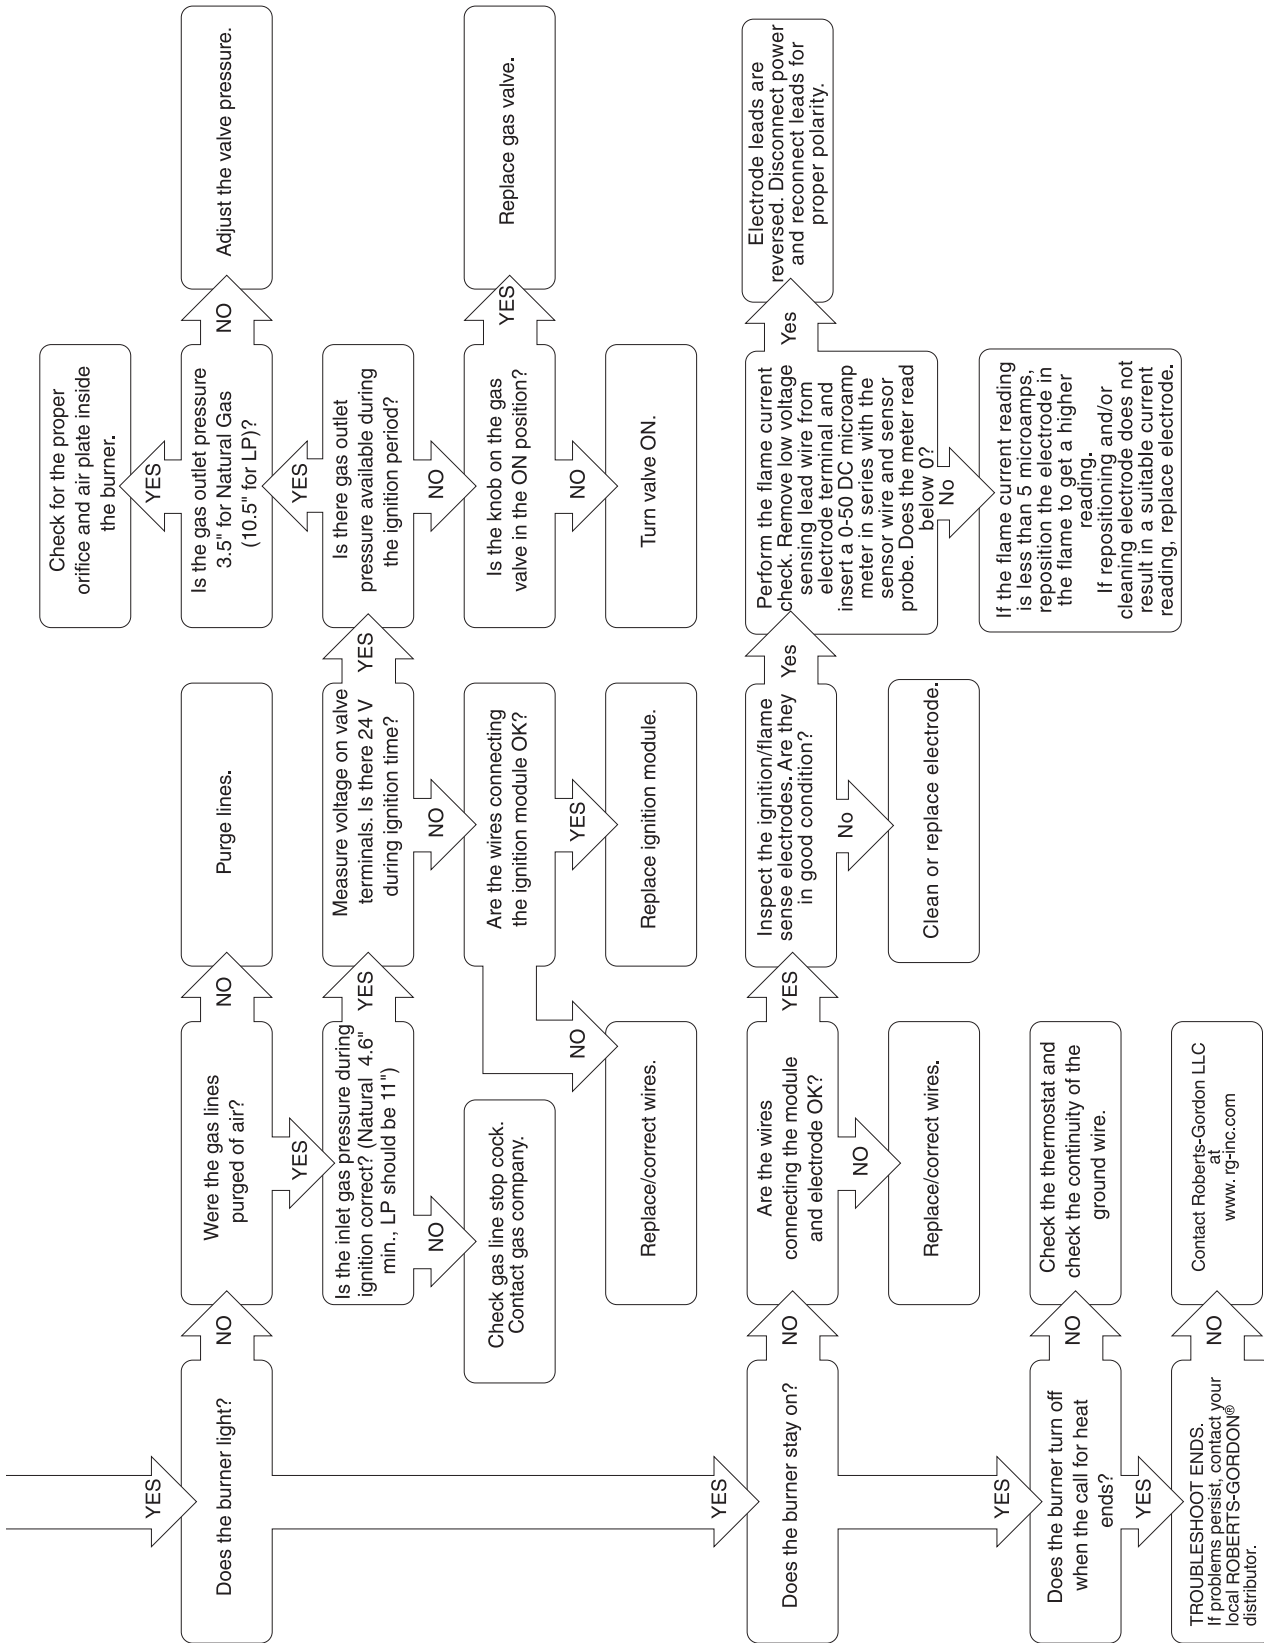 YES
Does the burner light?
NO
Were the gas lines
purged of air?
NO
Purge lines.
YES
Is the inlet gas pressure during
ignition correct? (Natural 4.6"
min., LP should be 11")
NO
Check gas line stop cock.
Contact gas company.
YES
Measure voltage on valve
terminals. Is there 24 V
during ignition time?
NO
Are the wires connecting
the ignition module OK?
NO
Replace/correct wires.
YES
Replace ignition module.
YES
Is there gas outlet
pressure available during
the ignition period?
YES
Is the gas outlet pressure
3.5" for Natural Gas
(10.5" for LP)?
YES
Check for the proper
orifice and air plate inside
the burner.
NO
Adjust the valve pressure.
NO
Is the knob on the gas
valve in the ON position?
YES
Replace gas valve.
NO
Turn valve ON.
YES
Does the burner stay on?
NO
Are the wires
connecting the module
and electrode OK?
NO
Replace/correct wires.
YES
Inspect the ignition/flame
sense electrodes. Are they
in good condition?
No
Clean or replace electrode.
Yes
Perform the flame current
check. Remove low voltage
sensing lead wire from
electrode terminal and
insert a 0-50 DC microamp
meter in series with the
sensor wire and sensor
probe. Does the meter read
below 0?
Yes
Electrode leads are
reversed. Disconnect power
and reconnect leads for
proper polarity.
No
If the flame current reading
is less than 5 microamps,
reposition the electrode in
the flame to get a higher
reading.
If repositioning and/or
cleaning electrode does not
result in a suitable current
reading, replace electrode.
YES
Does the burner turn off
when the call for heat
ends?
NO
Check the thermostat and
check the continuity of the
ground wire.
YES
TROUBLESHOOT ENDS.
If problems persist, contact your
local ROBERTS-GORDON®
distributor.
NO
Contact Roberts-Gordon LLC
at
www. rg-inc.com